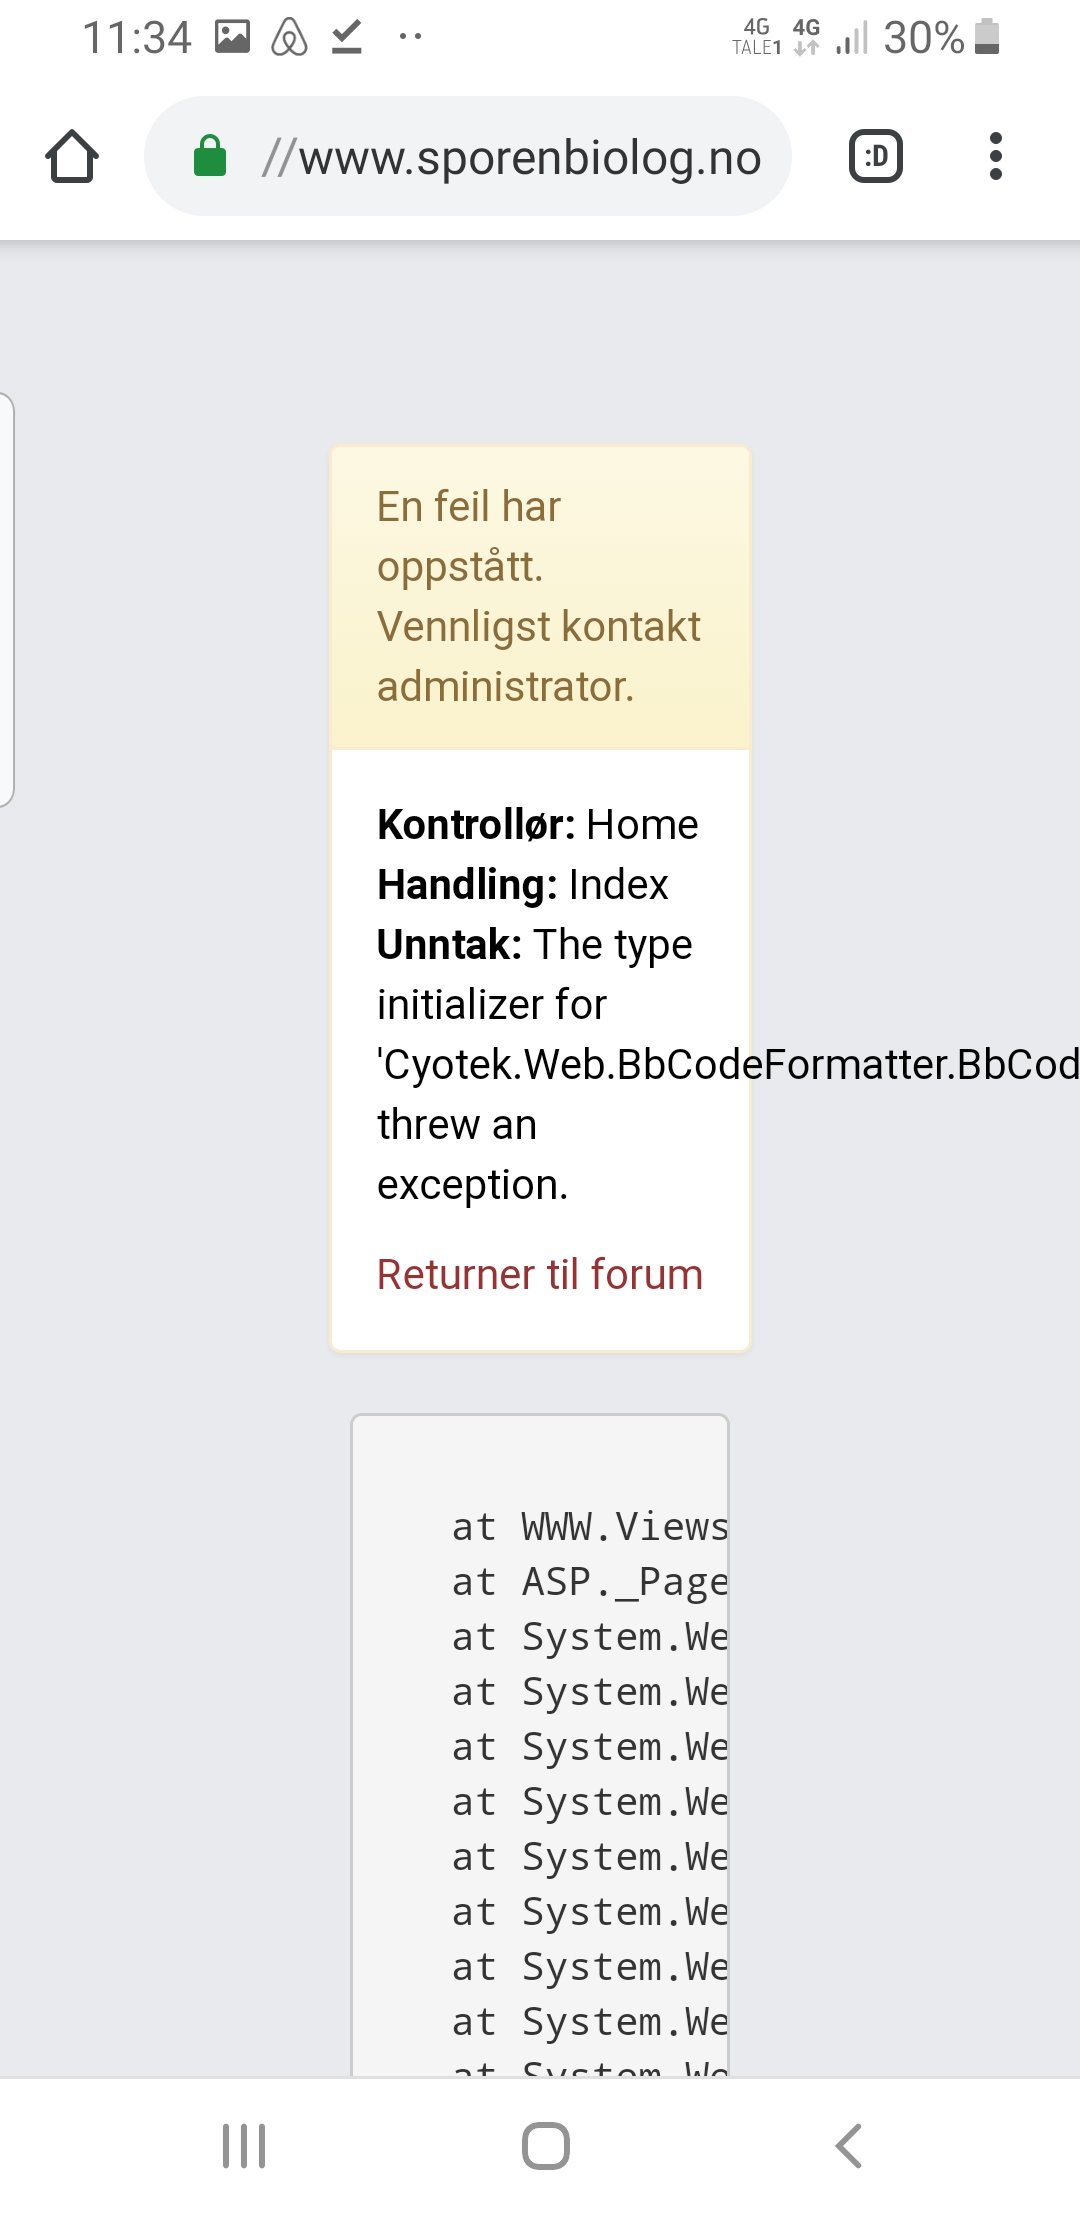 11:34
4G
TALE1
4G
30%
//www.sporenbiolog.no
:D
En feil har
oppstått.
Vennligst kontakt
administrator.
Kontrollør: Home
Handling: Index
Unntak: The type
initializer for
'Cyotek.Web.BbCodeFormatter.BbCod
threw an
exception.
Returner til forum
at WWW.Views
at ASP._Page
at System.We
at System.We
at System.We
at System.We
at System.We
at System.We
at System.We
at System.We
at System.We